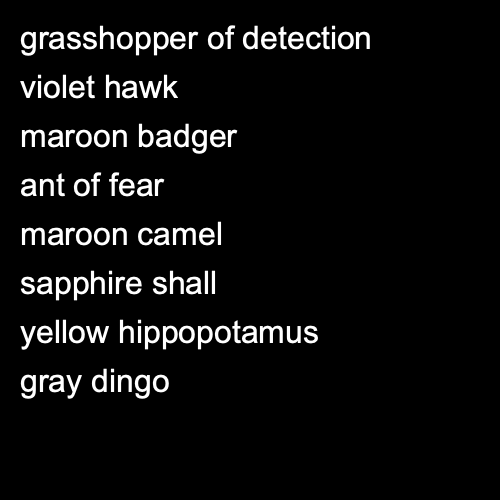 grasshopper of detection
violet hawk
maroon badger
ant of fear
maroon camel
sapphire shall
yellow hippopotamus
gray dingo